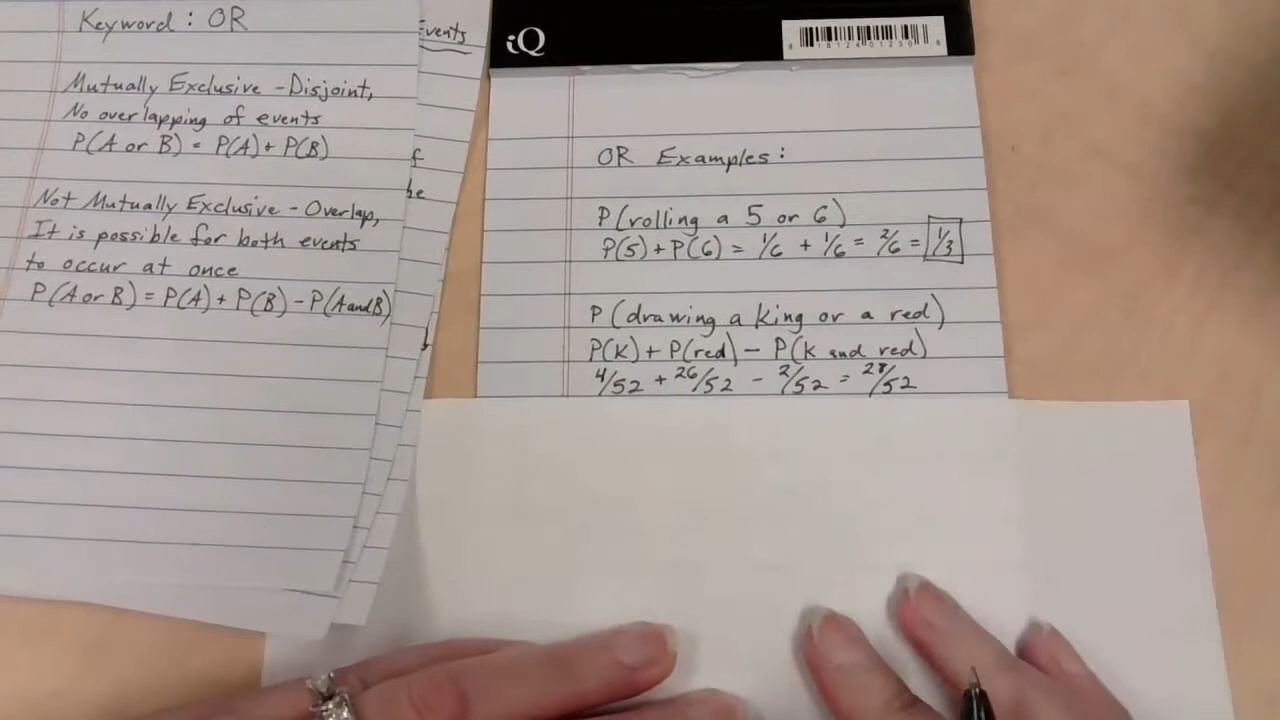 Keyword: OR
Mutually Exclusive - Disjoint,
No overlapping of events
P(A or B) = P(A) + P(B)
Not Mutually Exclusive - Overlap,
It is possible for both events
to occur at once
P(A or B) = P(A) + P(B) - P(A and B)
Events
f
he
iQ
OR Examples:
P(rolling a 5 or 6)
P(5) + P(6) = 1/6 + 1/6 = 2/6 = 1/3
P(drawing a king or a red)
P(K) + P(red) - P(K and red)
4/52 + 26/52 - 2/52 = 28/52